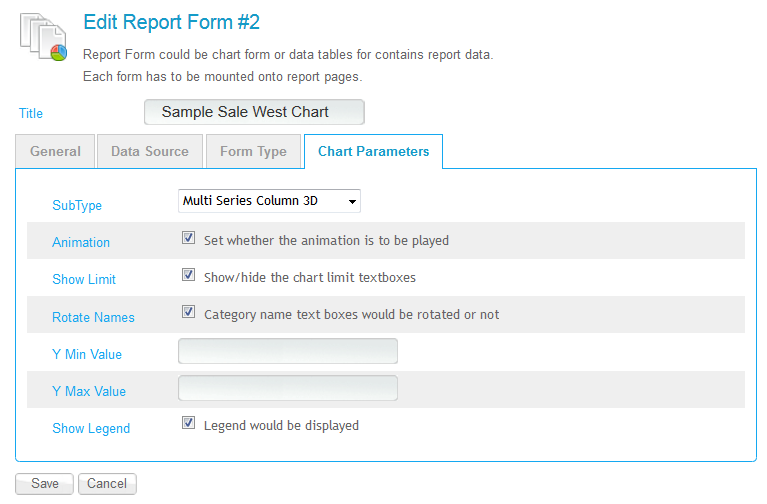 Edit Report Form #2
Report Form could be chart form or data tables for contains report data.
Each form has to be mounted onto report pages.
Title Sample Sale West Chart
General Data Source Form Type Chart Parameters
SubType Multi Series Column 3D
Animation Set whether the animation is to be played
Show Limit Show/hide the chart limit textboxes
Rotate Names Category name text boxes would be rotated or not
Y Min Value
Y Max Value
Show Legend Legend would be displayed
Save Cancel